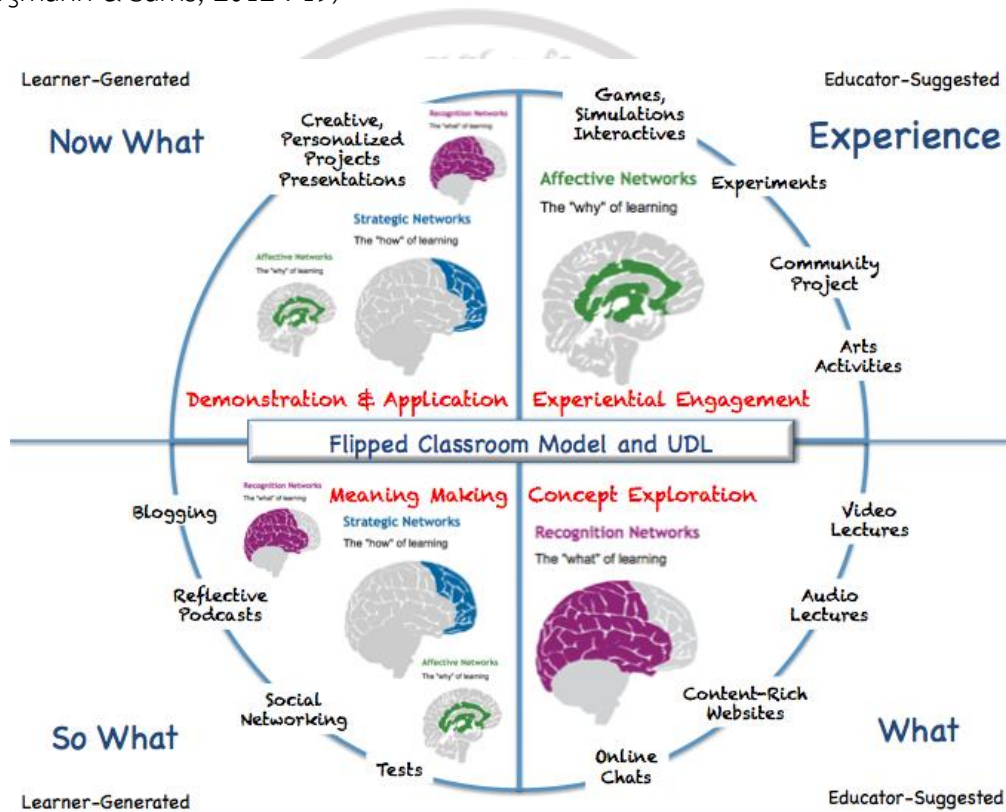 & Sams, 2012 : 19)
Learner-Generated
Now What
Creative,
Personalized
Projects
Presentations
Recognition Networks
The "what" of learning
Strategic Networks
The "how" of learning
Affective Networks
The "why" of learning
Demonstration & Application
Educator-Suggested
Experience
Games,
Simulations
Interactives
Affective Networks
The "why" of learning
Experiments
Community
Project
Arts
Activities
Experiential Engagement
Flipped Classroom Model and UDL
Recognition Networks
The "what" of learning
Meaning Making
Strategic Networks
The "how" of learning
Blogging
Reflective
Podcasts
Affective Networks
The "why" of learning
Social
Networking
Tests
So What
Learner-Generated
Concept Exploration
Recognition Networks
The "what" of learning
Video
Lectures
Audio
Lectures
Content-Rich
Websites
Online
Chats
What
Educator-Suggested